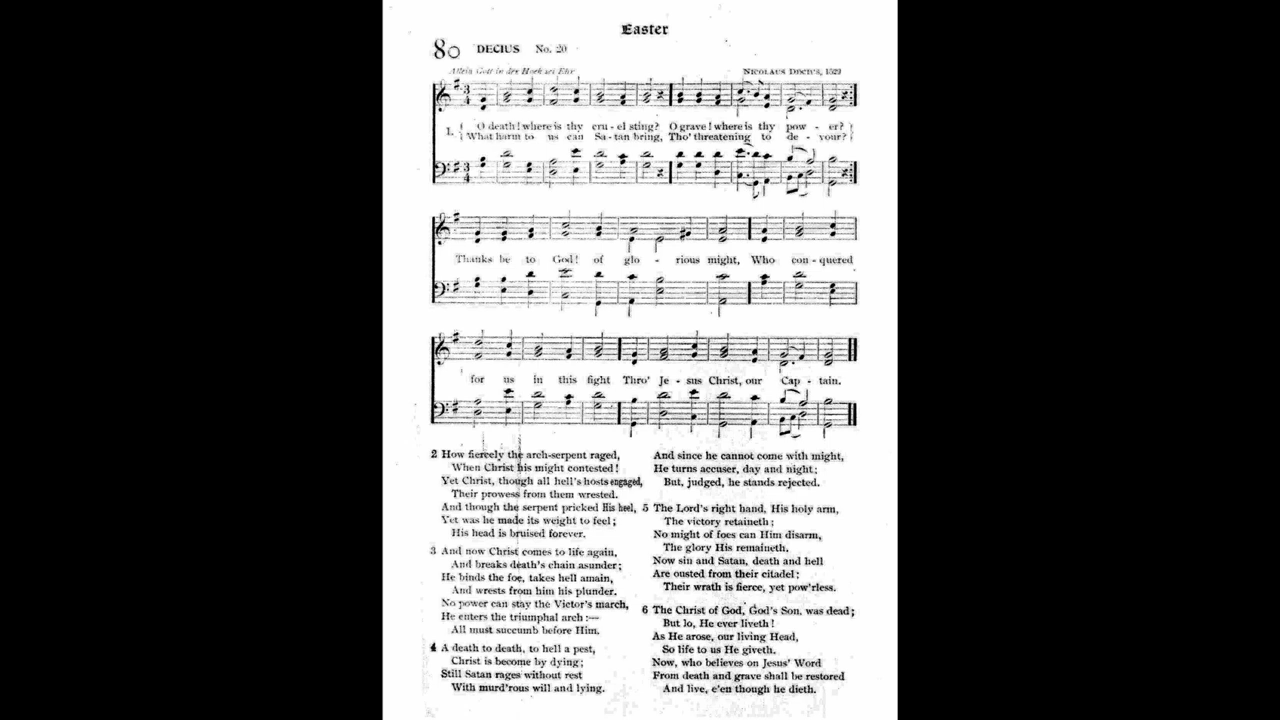 Easter
80 DECIUS No. 20
Allein Gott in der Hoeh sei Ehr
NICOLAUS DECIUS, 1529
1. { O death! where is thy cru - el sting? O grave! where is thy pow - er? }
{ What harm to us can Sa - tan bring, Tho' threatening to de - vour? }
Thanks be to God! of glo - rious might, Who con - quered
for us in this fight Thro' Je - sus Christ, our Cap - tain.
2 How fiercely the arch-serpent raged,
When Christ his might contested!
Yet Christ, though all hell's hosts engaged,
Their prowess from them wrested.
And though the serpent pricked His heel,
Yet was he made its weight to feel;
His head is bruised forever.
3 And now Christ comes to life again,
And breaks death's chain asunder;
He binds the foe, takes hell amain,
And wrests from him his plunder.
No power can stay the Victor's march,
He enters the triumphal arch:—
All must succumb before Him.
4 A death to death, to hell a pest,
Christ is become by dying;
Still Satan rages without rest
With murd'rous will and lying.
And since he cannot come with might,
He turns accuser, day and night;
But, judged, he stands rejected.
5 The Lord's right hand, His holy arm,
The victory retaineth;
No might of foes can Him disarm,
The glory His remaineth.
Now sin and Satan, death and hell
Are ousted from their citadel;
Their wrath is fierce, yet pow'rless.
6 The Christ of God, God's Son, was dead;
But lo, He ever liveth!
As He arose, our living Head,
So life to us He giveth.
Now, who believes on Jesus' Word
From death and grave shall be restored
And live, e'en though he dieth.